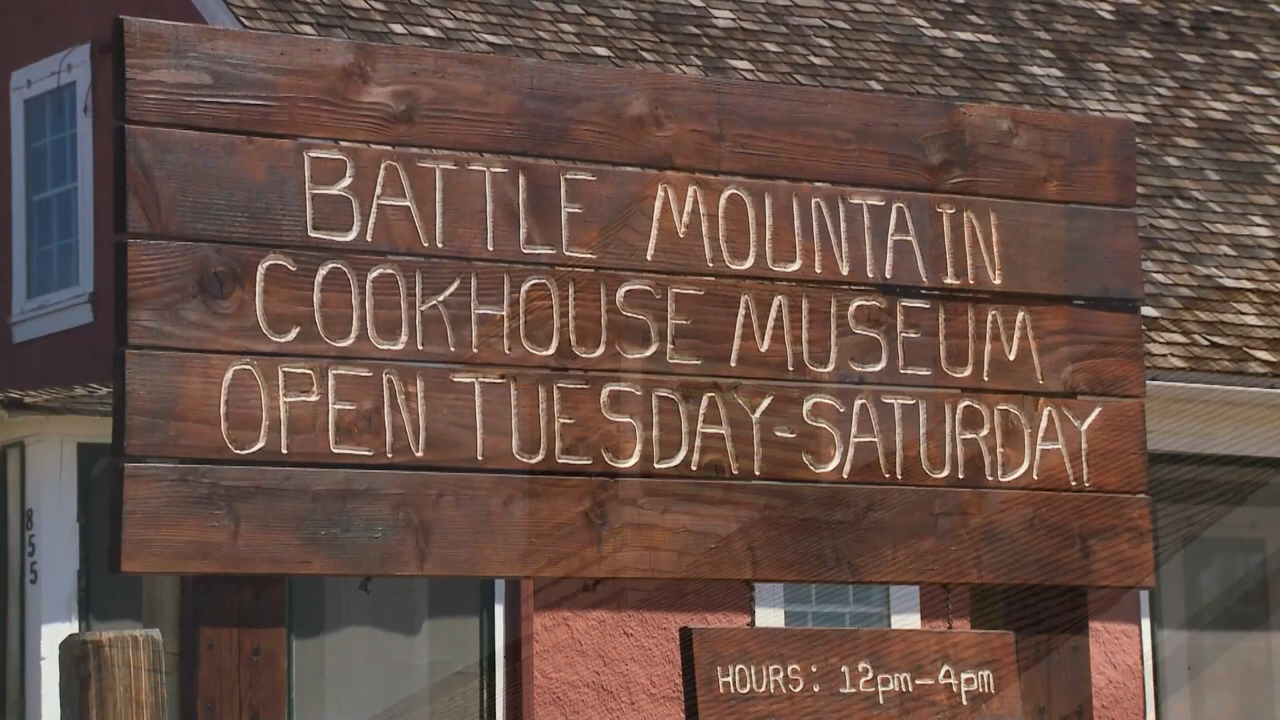 BATTLE MOUNTAIN
COOKHOUSE MUSEUM
OPEN TUESDAY-SATURDAY
855
HOURS: 12pm-4pm